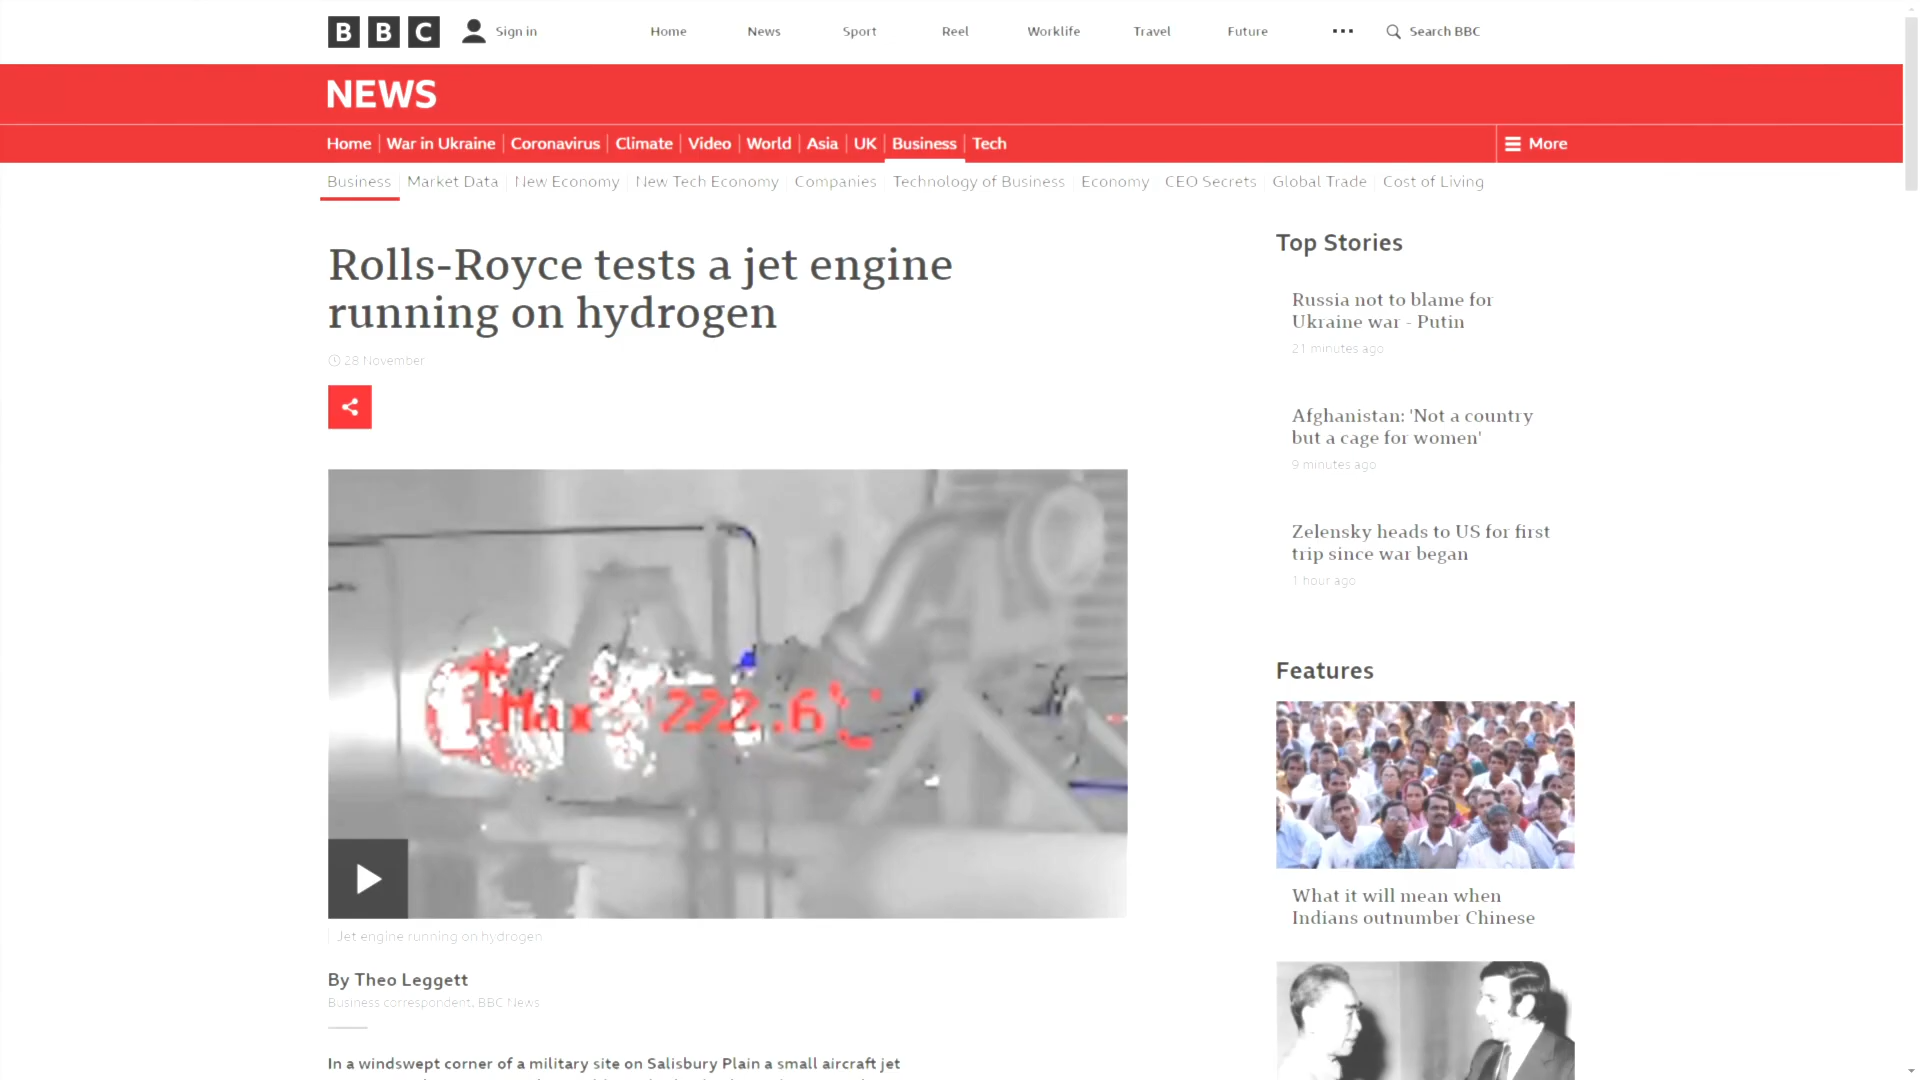 BBC
Sign in
Home
News
Sport
Reel
Worklife
Travel
Future
Search BBC
NEWS
Home
War in Ukraine
Coronavirus
Climate
Video
World
Asia
UK
Business
Tech
More
Business
Market Data
New Economy
New Tech Economy
Companies
Technology of Business
Economy
CEO Secrets
Global Trade
Cost of Living
Rolls-Royce tests a jet engine
running on hydrogen
28 November
Max 222.6
Jet engine running on hydrogen
By Theo Leggett
Business correspondent, BBC News
In a windswept corner of a military site on Salisbury Plain a small aircraft jet
Top Stories
Russia not to blame for
Ukraine war - Putin
21 minutes ago
Afghanistan: 'Not a country
but a cage for women'
9 minutes ago
Zelensky heads to US for first
trip since war began
1 hour ago
Features
What it will mean when
Indians outnumber Chinese